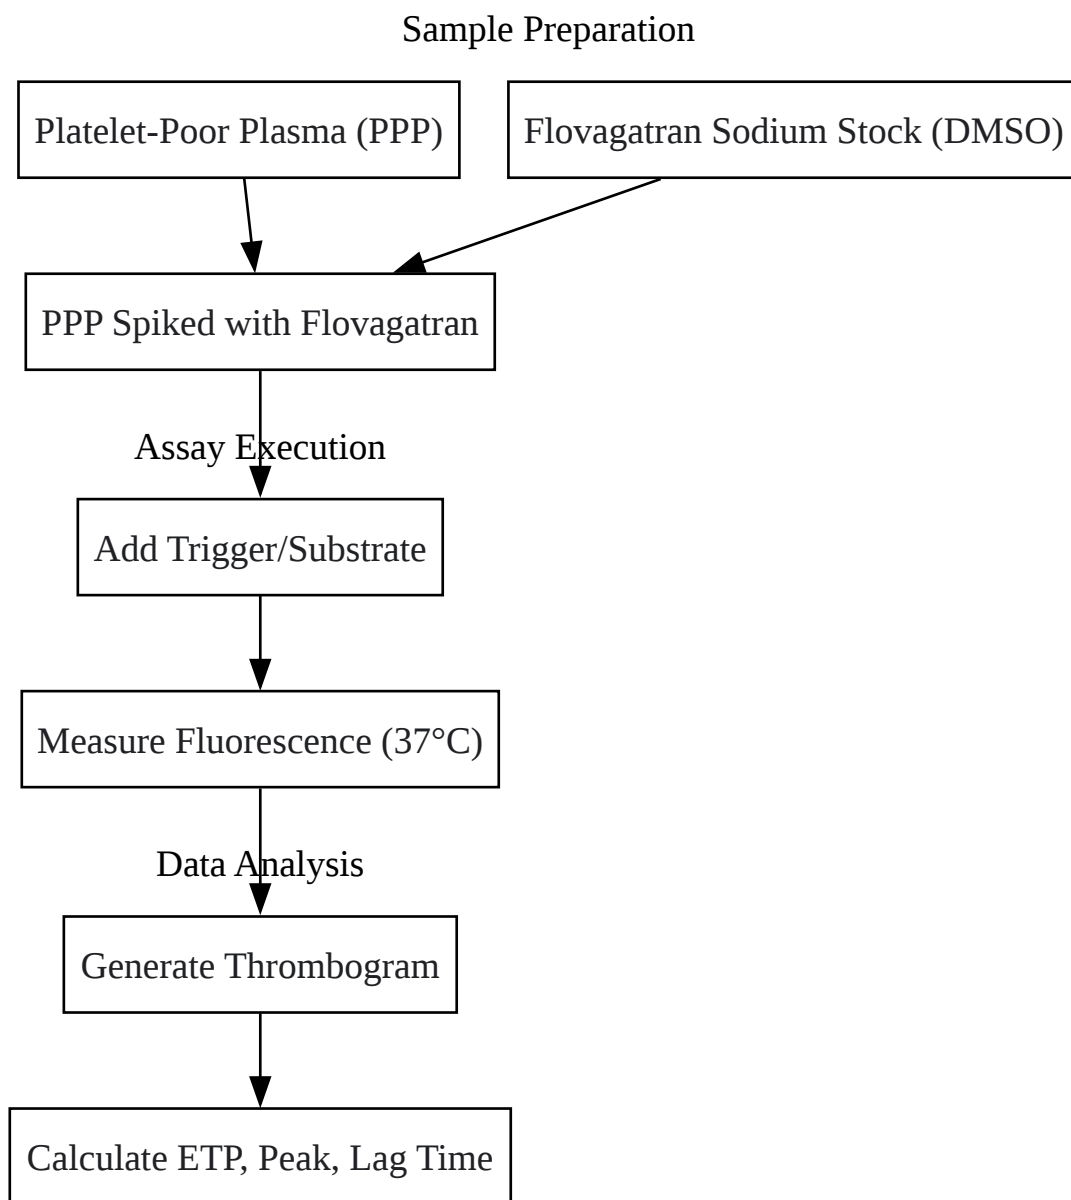 Sample Preparation
Platelet-Poor Plasma (PPP)
Flovagatran Sodium Stock (DMSO)
PPP Spiked with Flovagatran
Assay Execution
Add Trigger/Substrate
Measure Fluorescence (37°C)
Data Analysis
Generate Thrombogram
Calculate ETP, Peak, Lag Time